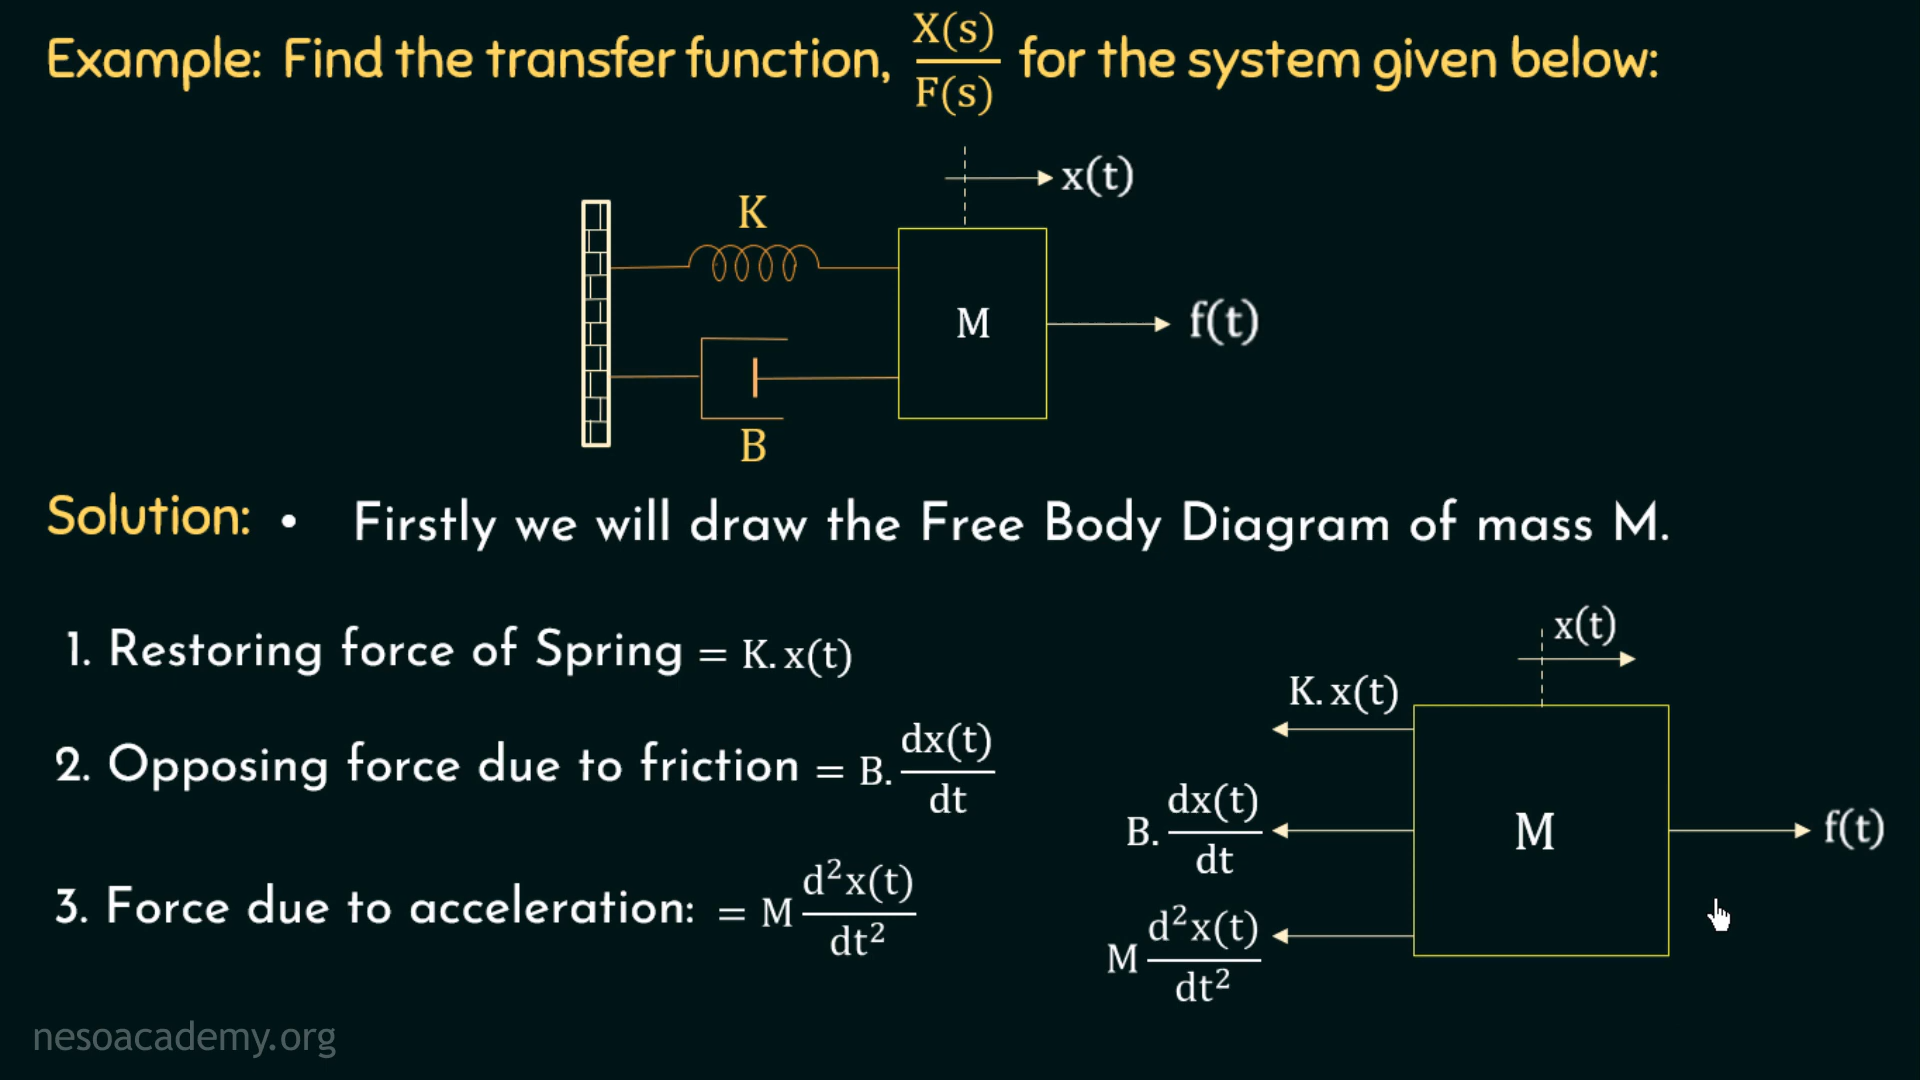 Example: Find the transfer function, X(s)/F(s) for the system given below:
x(t)
K
M
f(t)
B
Solution: • Firstly we will draw the Free Body Diagram of mass M.
1. Restoring force of Spring = K. x(t)
2. Opposing force due to friction = B. dx(t)/dt
3. Force due to acceleration: = M d²x(t)/dt²
x(t)
K. x(t)
B. dx(t)/dt
M
f(t)
M d²x(t)/dt²
nesoacademy.org